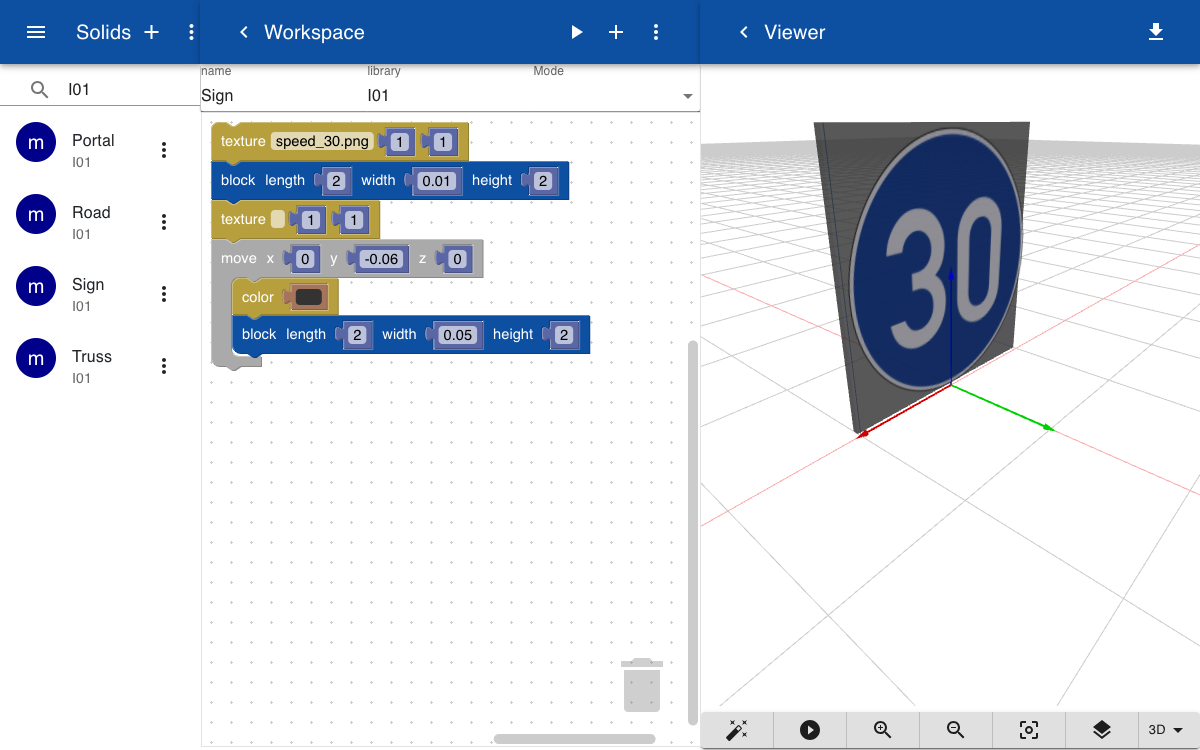 Solids
Workspace
Viewer
I01
name library Mode
Sign I01
m Portal
I01
m Road
I01
m Sign
I01
m Truss
I01
texture speed_30.png 1 1
block length 2 width 0.01 height 2
texture 1 1
move x 0 y -0.06 z 0
color
block length 2 width 0.05 height 2
30
3D